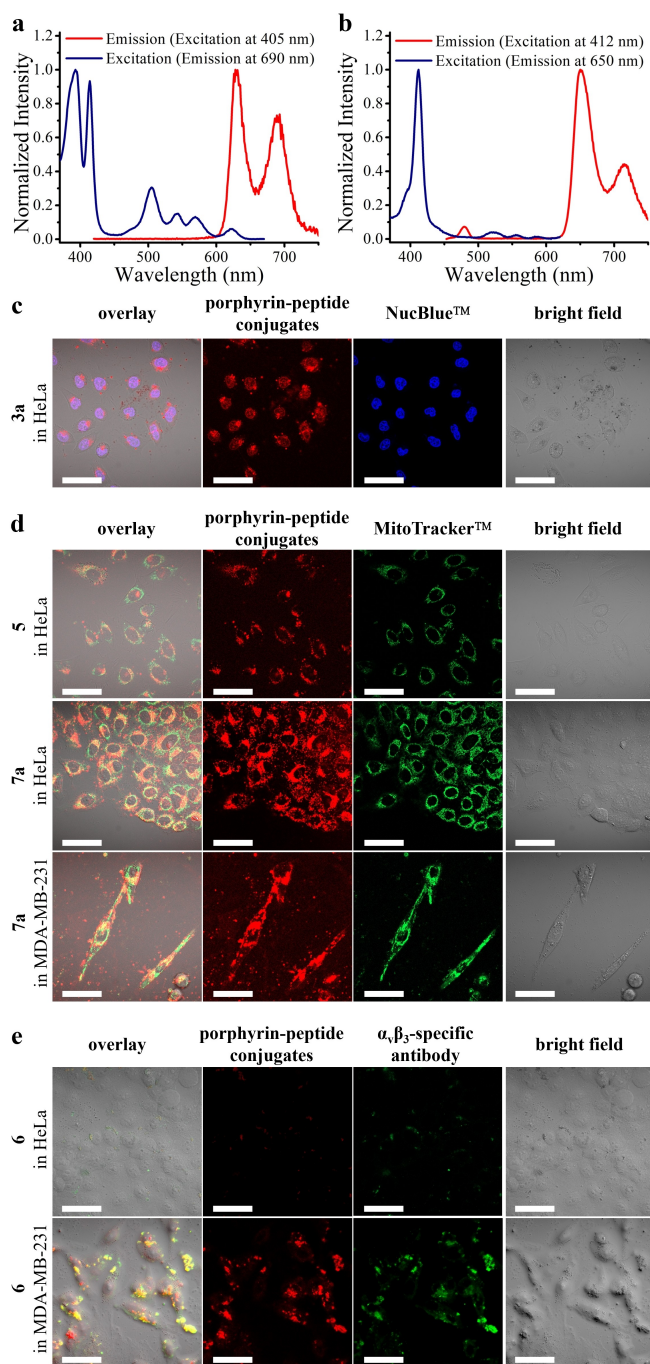 a
b
Emission (Excitation at 405 nm)
Excitation (Emission at 690 nm)
Emission (Excitation at 412 nm)
Excitation (Emission at 650 nm)
Normalized Intensity
1.2
1.0
0.8
0.6
0.4
0.2
0.0
400
500
600
700
Wavelength (nm)
Normalized Intensity
1.2
1.0
0.8
0.6
0.4
0.2
0.0
400
500
600
700
Wavelength (nm)
c
overlay
porphyrin-peptide
conjugates
NucBlue™
bright field
3a
in HeLa
d
overlay
porphyrin-peptide
conjugates
MitoTracker™
bright field
5
in HeLa
7a
in HeLa
7a
in MDA-MB-231
e
overlay
porphyrin-peptide
conjugates
αvβ3-specific
antibody
bright field
6
in HeLa
6
in MDA-MB-231